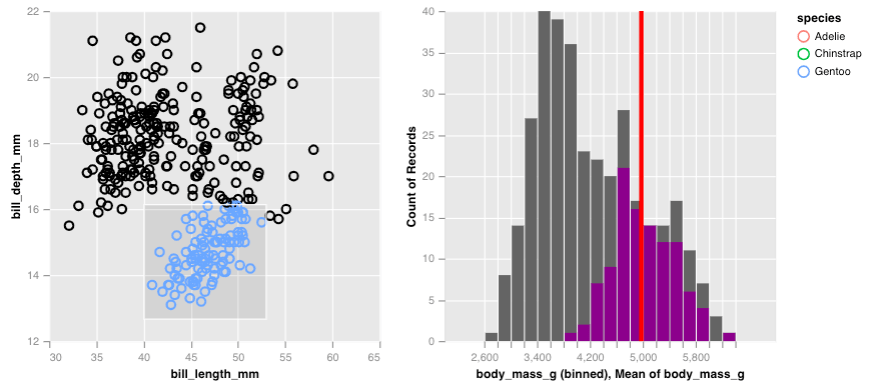 22
20
18
16
14
12
bill_depth_mm
30 35 40 45 50 55 60 65
bill_length_mm
40
35
30
25
20
15
10
5
0
Count of Records
2,600 3,400 4,200 5,000 5,800
body_mass_g (binned), Mean of body_mass_g
species
Adelie
Chinstrap
Gentoo